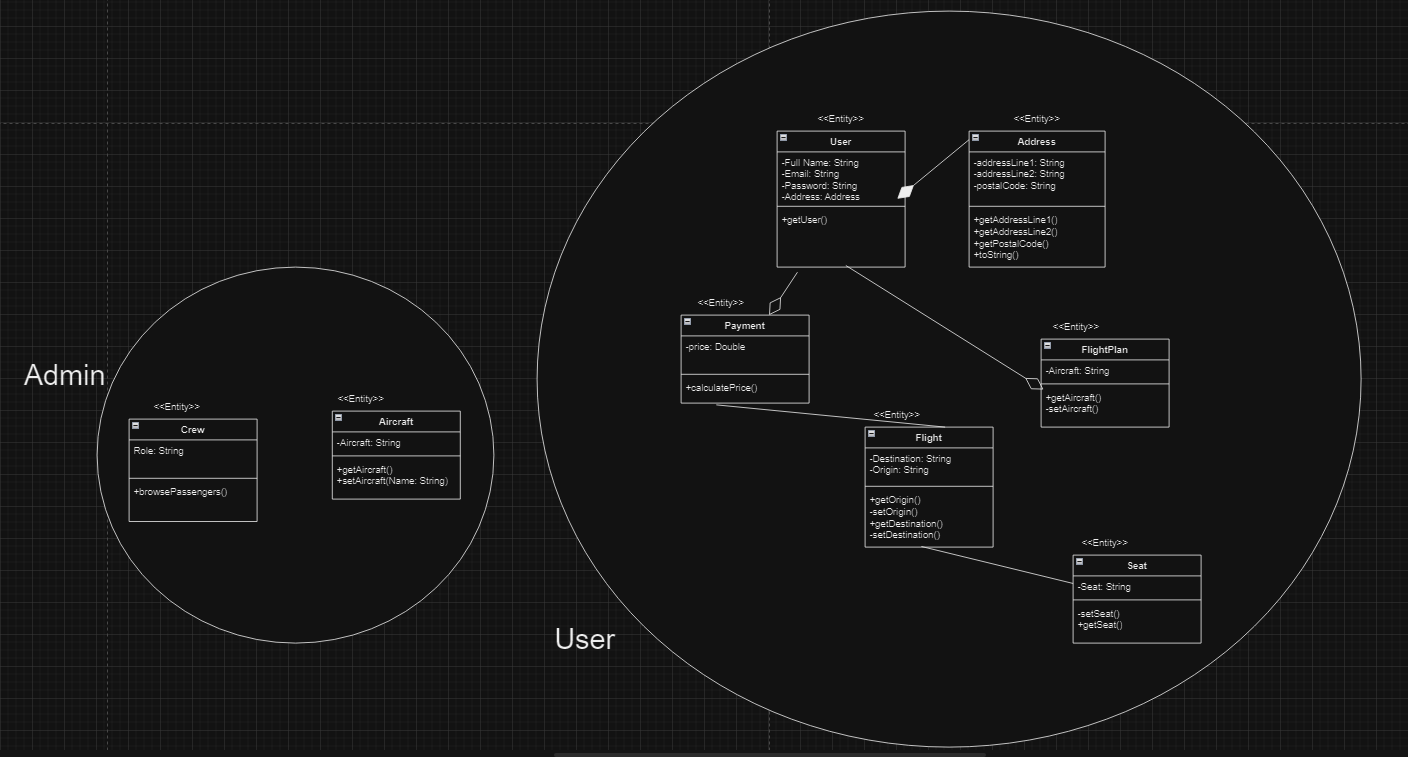 Admin
<<Entity>>
Crew
Role: String
+browsePassengers()
<<Entity>>
Aircraft
-Aircraft: String
+getAircraft()
+setAircraft(Name: String)
<<Entity>>
User
-Full Name: String
-Email: String
-Password: String
-Address: Address
+getUser()
<<Entity>>
Address
-addressLine1: String
-addressLine2: String
-postalCode: String
+getAddressLine1()
+getAddressLine2()
+getPostalCode()
+toString()
<<Entity>>
Payment
-price: Double
+calculatePrice()
<<Entity>>
FlightPlan
-Aircraft: String
+getAircraft()
-setAircraft()
<<Entity>>
Flight
-Destination: String
-Origin: String
+getOrigin()
-setOrigin()
+getDestination()
-setDestination()
<<Entity>>
Seat
-Seat: String
-setSeat()
+getSeat()
User